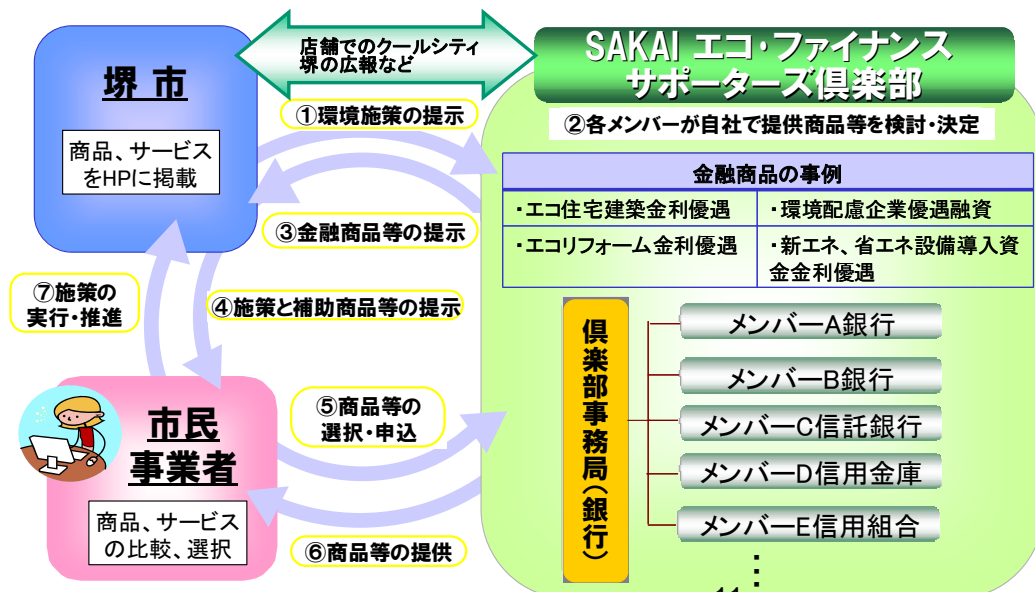 店舗でのクールシティ
堺の広報など
堺 市
商品、サービス
をHPに掲載
①環境施策の提示
③金融商品等の提示
④施策と補助商品等の提示
⑦施策の
実行・推進
市民
事業者
商品、サービス
の比較、選択
⑤商品等の
選択・申込
⑥商品等の提供
SAKAI エコ・ファイナンス
サポーターズ倶楽部
②各メンバーが自社で提供商品等を検討・決定
金融商品の事例
・エコ住宅建築金利優遇
・環境配慮企業優遇融資
・エコリフォーム金利優遇
・新エネ、省エネ設備導入資
金金利優遇
倶楽部事務局(銀行)
メンバーA銀行
メンバーB銀行
メンバーC信託銀行
メンバーD信用金庫
メンバーE信用組合
⋮